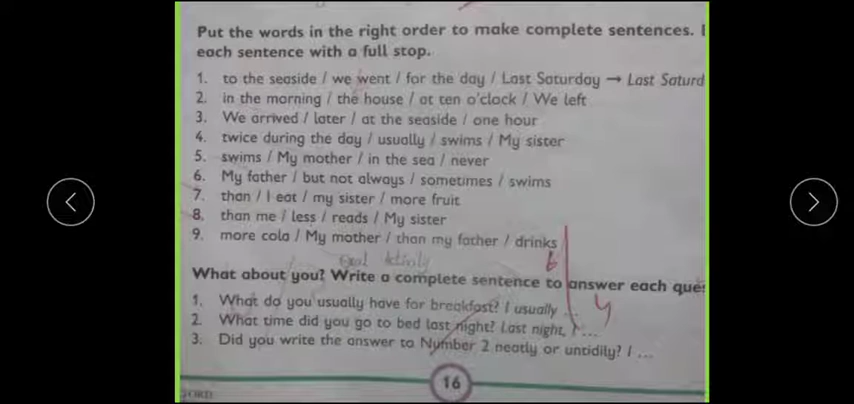 Put the words in the right order to make complete sentences.
each sentence with a full stop.
1. to the seaside / we went / for the day / Last Saturday → Last Saturd
2. in the morning / the house / at ten o'clock / We left
3. We arrived / later / at the seaside / one hour
4. twice during the day / usually / swims / My sister
5. swims / My mother / in the sea / never
6. My father / but not always / sometimes / swims
7. than / I eat / my sister / more fruit
8. than me / less / reads / My sister
9. more cola / My mother / than my father / drinks
Oral Activity
What about you? Write a complete sentence to answer each ques
1. What do you usually have for breakfast? I usually ...
2. What time did you go to bed last night? Last night, I ...
3. Did you write the answer to Number 2 neatly or untidily? I ...
16